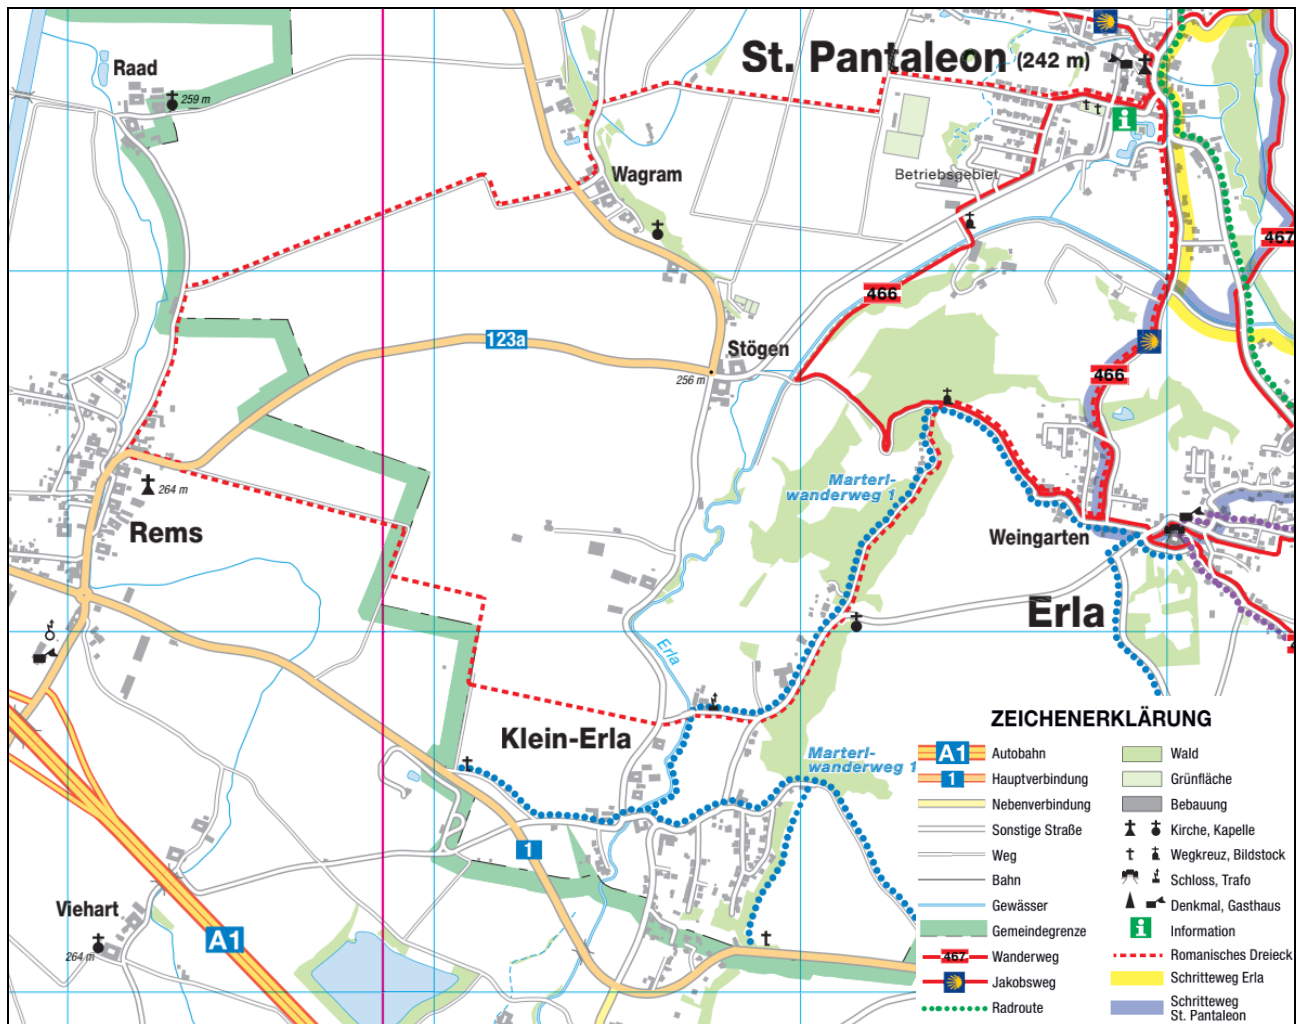 St. Pantaleon (242 m)
Raad
259 m
Wagram
Betriebsgebiet
467
466
123a
Stögen
256 m
466
Marterl-
wanderweg 1
264 m
Rems
Weingarten
Erla
Erla
Klein-Erla
Marterl-
wanderweg 1
1
Viehart
264 m
A1
i
ZEICHENERKLÄRUNG
A1 Autobahn
1 Hauptverbindung
Nebenverbindung
Sonstige Straße
Weg
Bahn
Gewässer
Gemeindegrenze
467 Wanderweg
Jakobsweg
Radroute
Wald
Grünfläche
Bebauung
Kirche, Kapelle
Wegkreuz, Bildstock
Schloss, Trafo
Denkmal, Gasthaus
i Information
Romanisches Dreieck
Schritteweg Erla
Schritteweg
St. Pantaleon